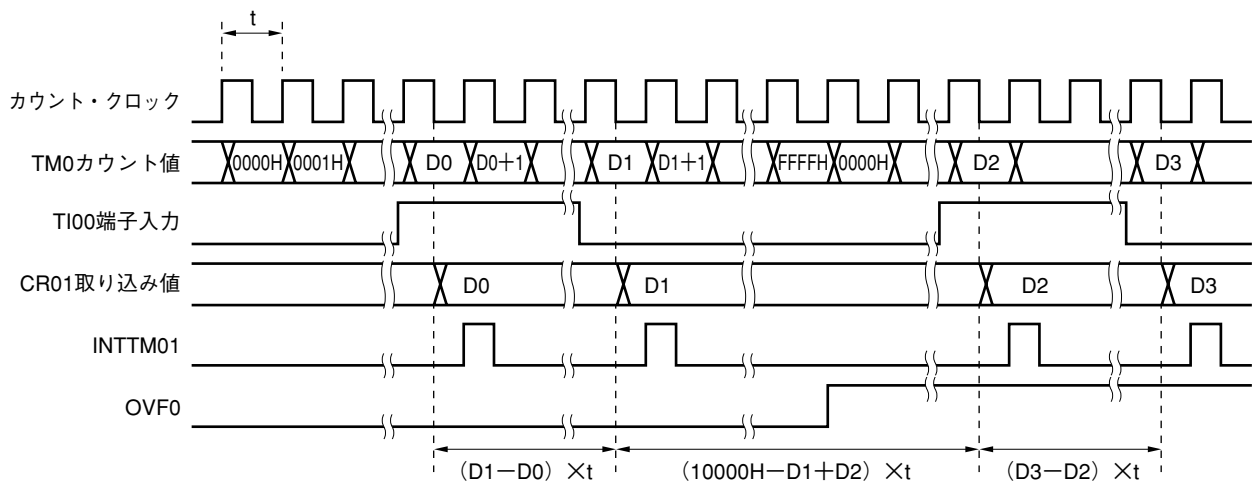 t
カウント・クロック
TM0カウント値
0000H 0001H D0 D0+1 D1 D1+1 FFFFH 0000H D2 D3
TI00端子入力
CR01取り込み値
D0 D1 D2 D3
INTTM01
OVF0
(D1-D0) ×t (10000H-D1+D2) ×t (D3-D2) ×t